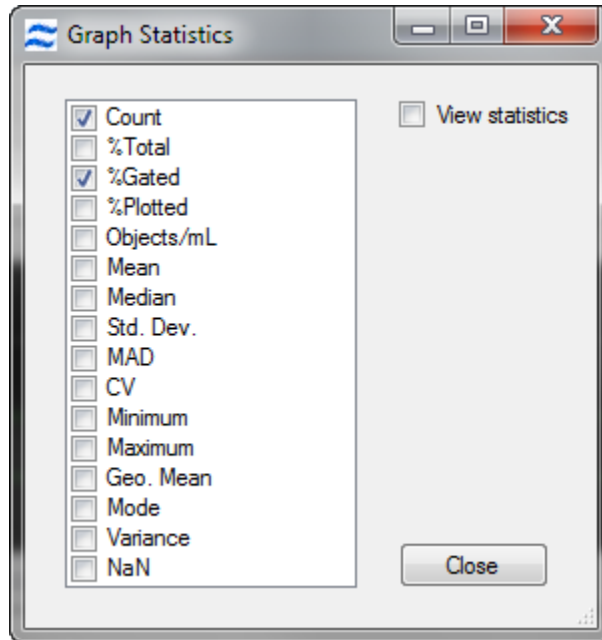 Graph Statistics
Count
View statistics
%Total
%Gated
%Plotted
Objects/mL
Mean
Median
Std. Dev.
MAD
CV
Minimum
Maximum
Geo. Mean
Mode
Variance
NaN
Close